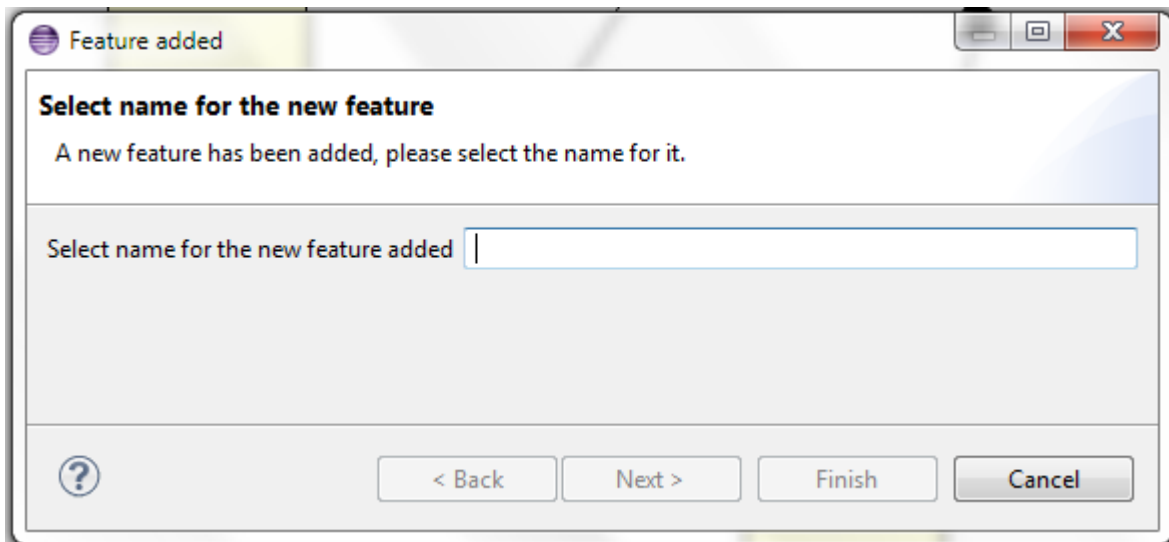 Feature added
Select name for the new feature
A new feature has been added, please select the name for it.
Select name for the new feature added
?
< Back Next > Finish Cancel